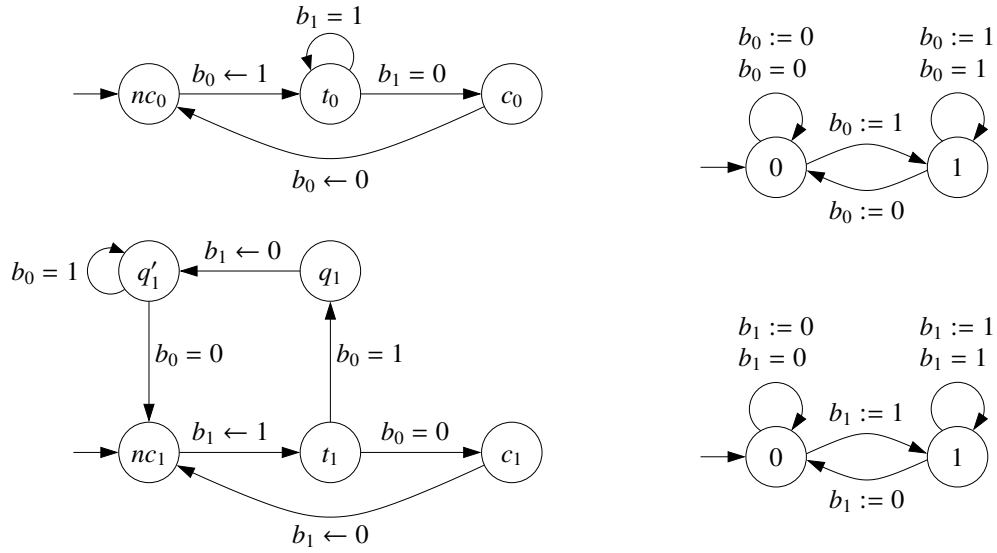 b₁ = 1
b₀ ← 1
b₁ = 0
nc₀
t₀
c₀
b₀ ← 0
b₀ := 0
b₀ = 0
b₀ := 1
b₀ = 1
b₀ := 1
0
1
b₀ := 0
b₀ = 1
q′₁
b₁ ← 0
q₁
b₀ = 0
b₀ = 1
nc₁
b₁ ← 1
t₁
b₀ = 0
c₁
b₁ ← 0
b₁ := 0
b₁ = 0
b₁ := 1
b₁ = 1
b₁ := 1
0
1
b₁ := 0